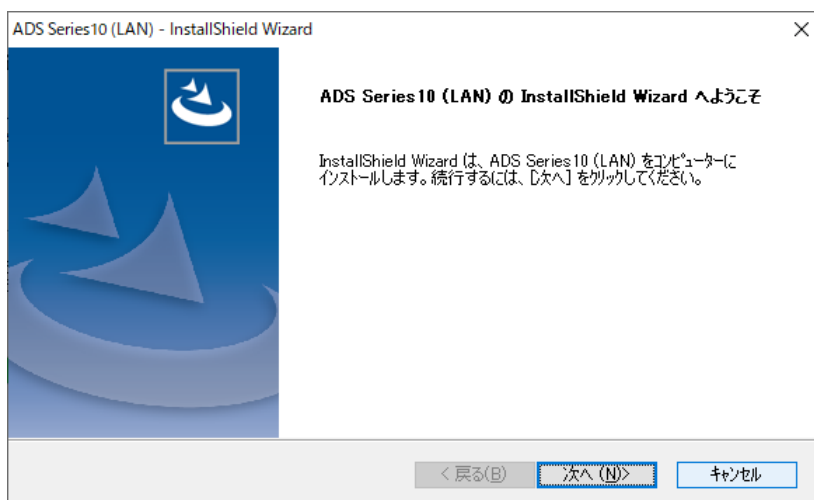 ADS Series10 (LAN) - InstallShield Wizard
ADS Series10 (LAN) の InstallShield Wizard へようこそ
InstallShield Wizard は、ADS Series10 (LAN) をコンピューターに
インストールします。続行するには、[次へ] をクリックしてください。
< 戻る(B)
次へ (N)>
キャンセル